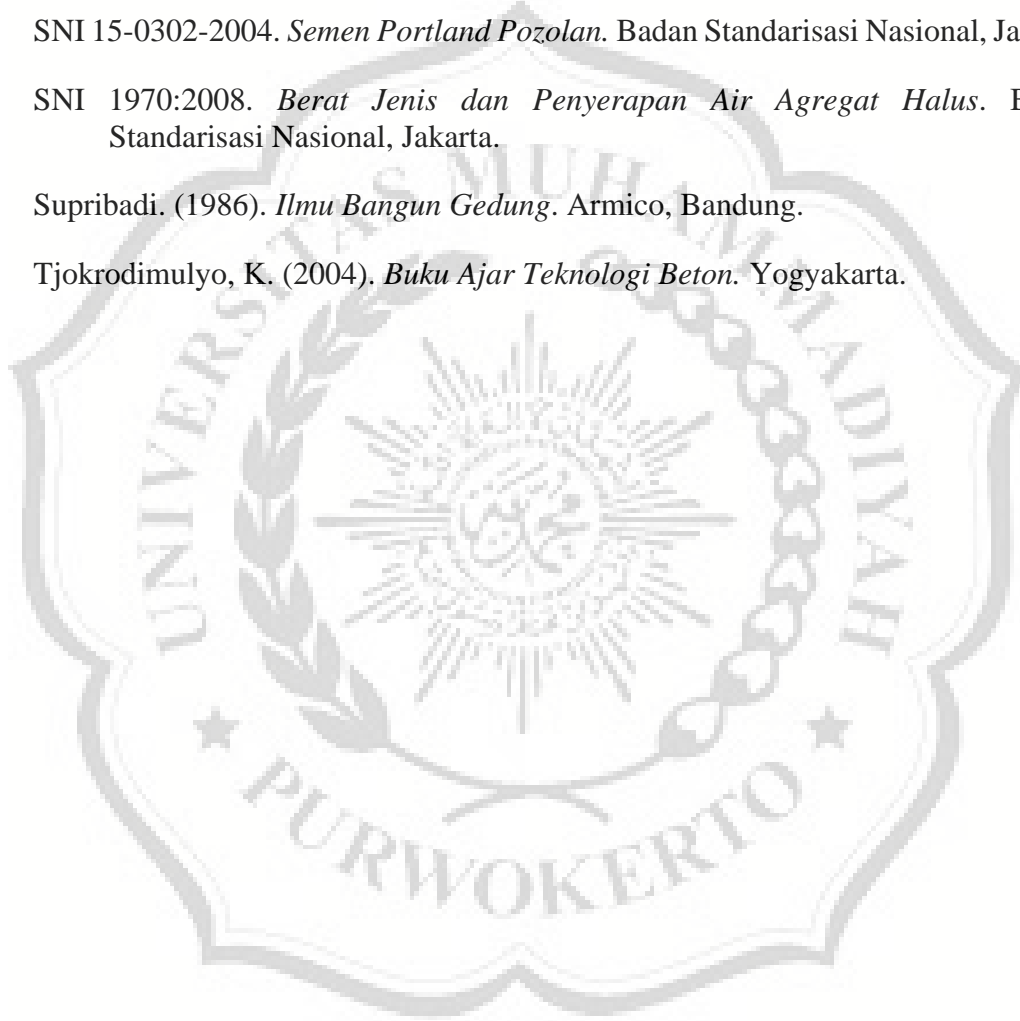 SNI 15-0302-2004. Semen Portland Pozolan. Badan Standarisasi Nasional, Ja
SNI 1970:2008. Berat Jenis dan Penyerapan Air Agregat Halus. B
Standarisasi Nasional, Jakarta.
Supribadi. (1986). Ilmu Bangun Gedung. Armico, Bandung.
Tjokrodimulyo, K. (2004). Buku Ajar Teknologi Beton. Yogyakarta.
UNIVERSITAS MUHAMMADIYAH
PURWOKERTO